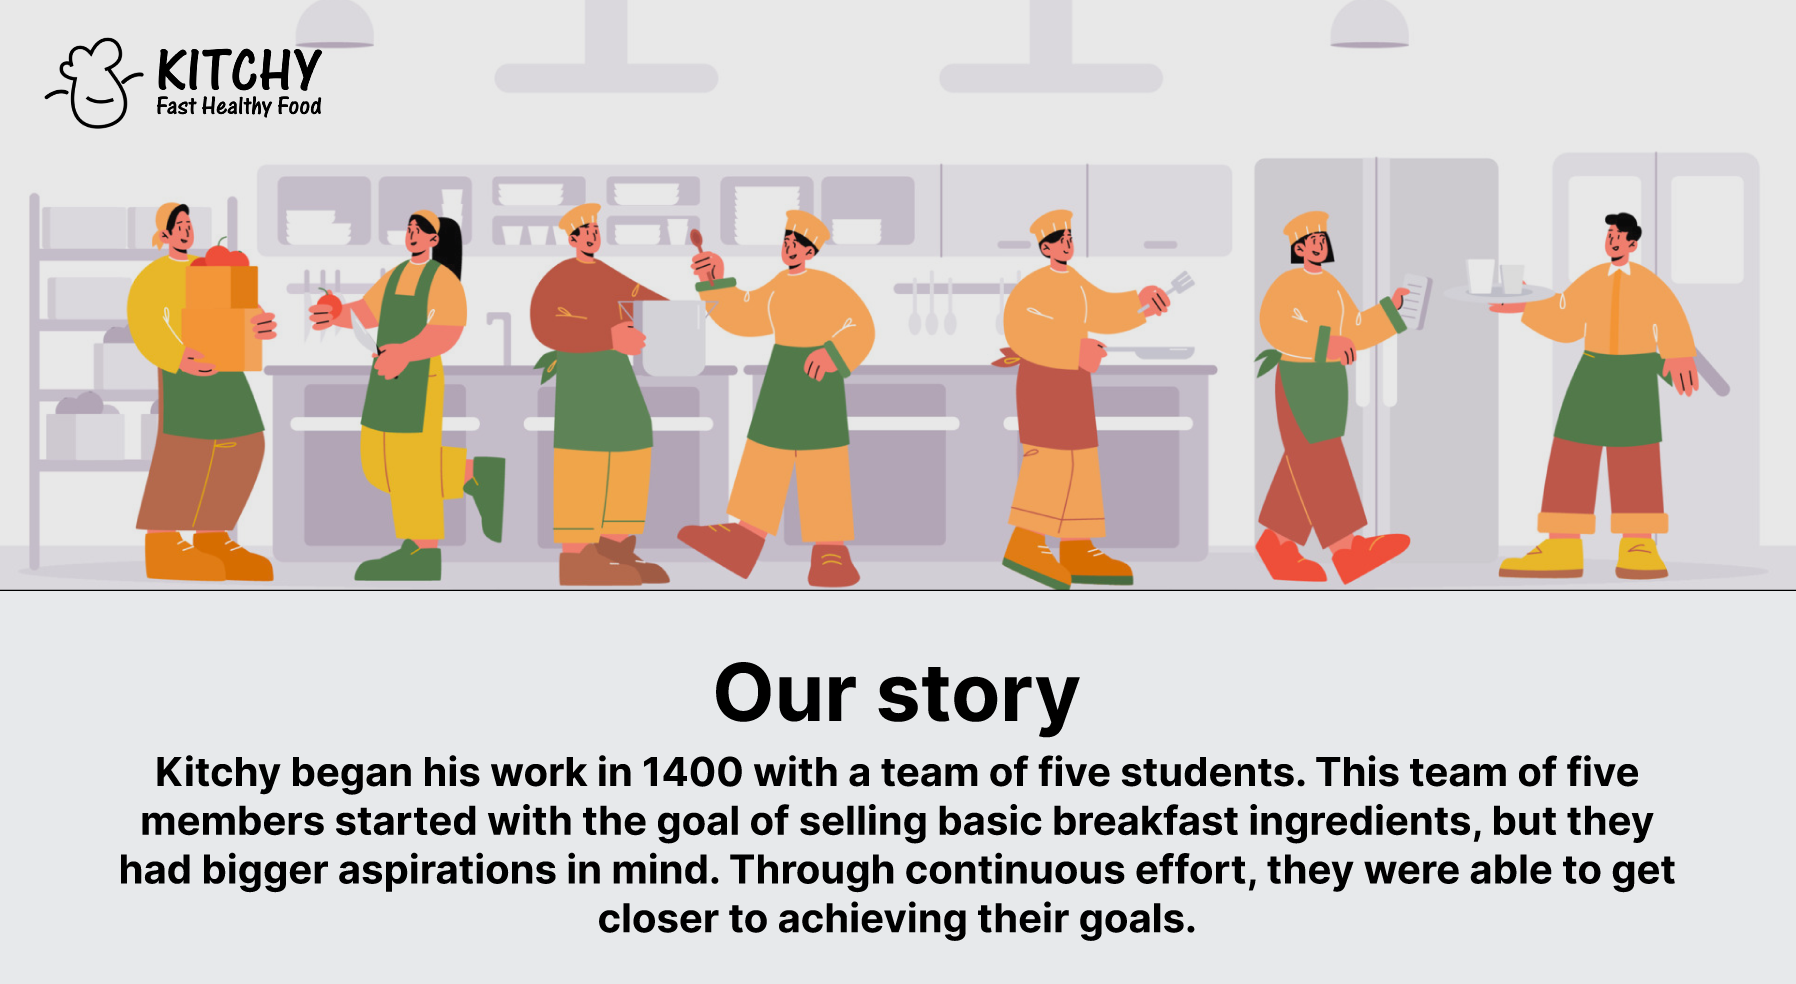 KITCHY
Fast Healthy Food
Our story
Kitchy began his work in 1400 with a team of five students. This team of five
members started with the goal of selling basic breakfast ingredients, but they
had bigger aspirations in mind. Through continuous effort, they were able to get
closer to achieving their goals.